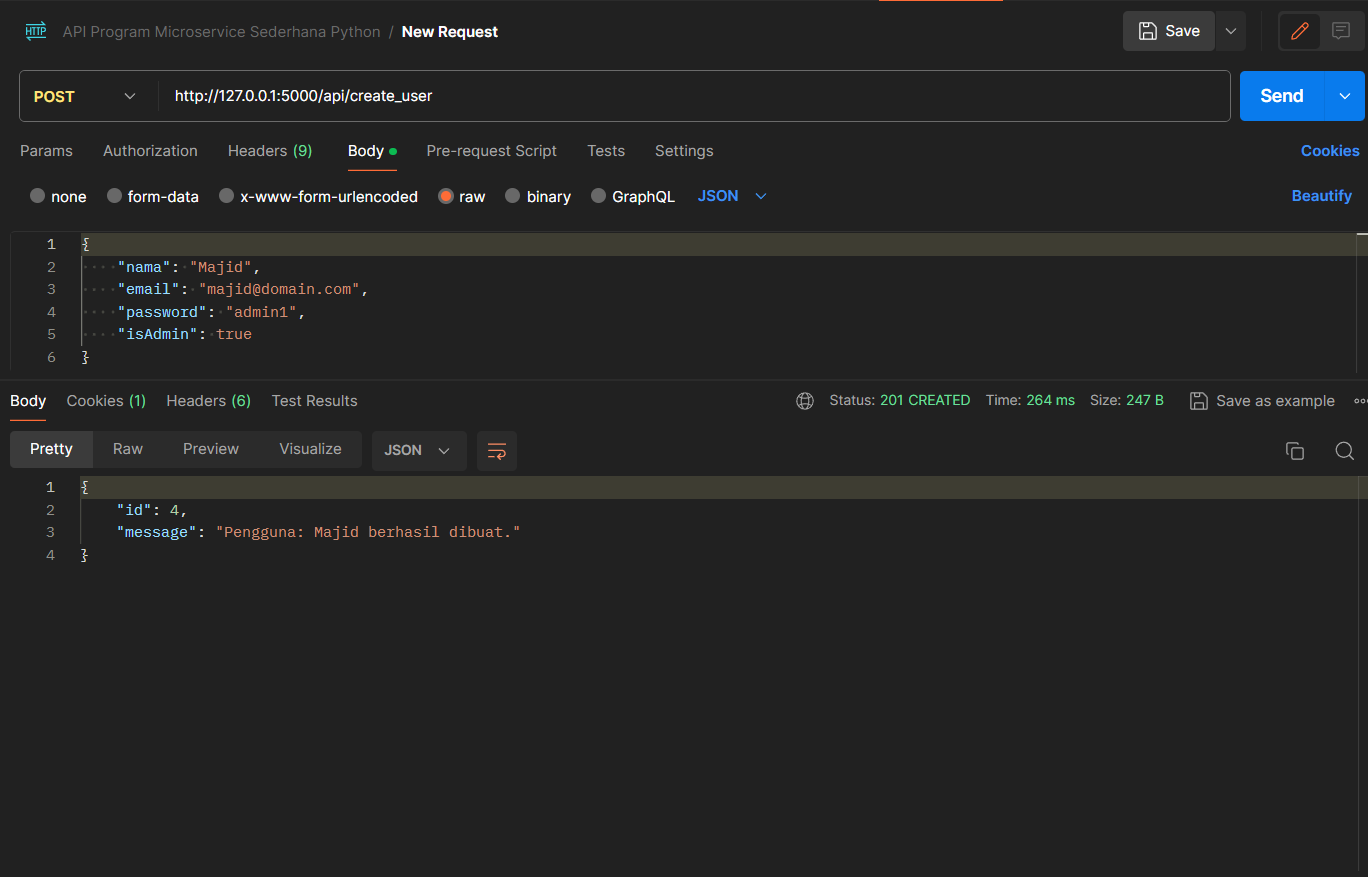 HTTP API Program Microservice Sederhana Python / New Request Save
POST http://127.0.0.1:5000/api/create_user Send
Params Authorization Headers (9) Body Pre-request Script Tests Settings Cookies
none form-data x-www-form-urlencoded raw binary GraphQL JSON Beautify
1 {
2 "nama": "Majid",
3 "email": "majid@domain.com",
4 "password": "admin1",
5 "isAdmin": true
6 }
Body Cookies (1) Headers (6) Test Results Status: 201 CREATED Time: 264 ms Size: 247 B Save as example
Pretty Raw Preview Visualize JSON
1 {
2 "id": 4,
3 "message": "Pengguna: Majid berhasil dibuat."
4 }